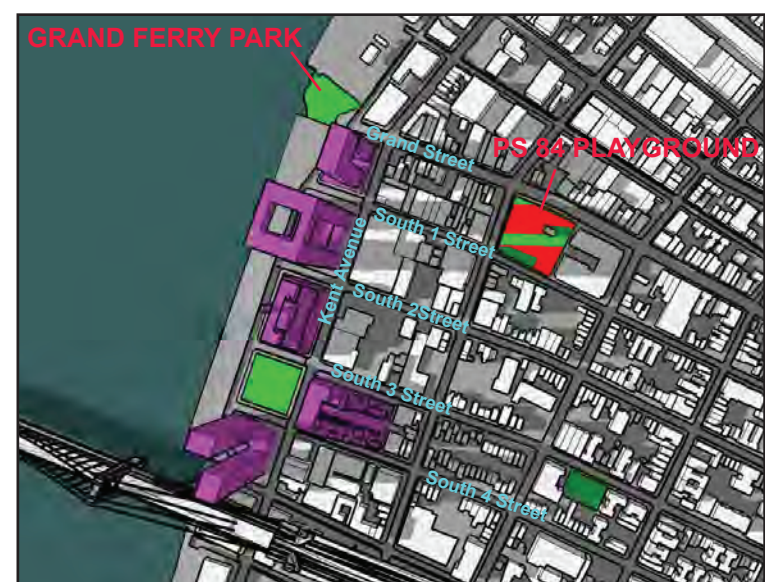 GRAND FERRY PARK
Grand Street
PS 84 PLAYGROUND
South 1 Street
Kent Avenue
South 2Street
South 3 Street
South 4 Street